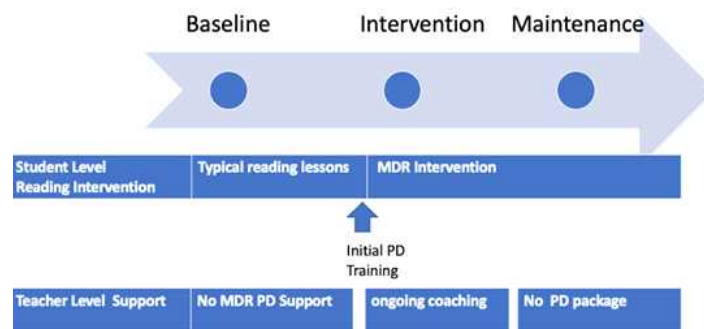 Baseline Intervention Maintenance
Student Level Typical reading lessons MDR Intervention
Reading Intervention
Initial PD
Training
Teacher Level Support No MDR PD Support ongoing coaching No PD package